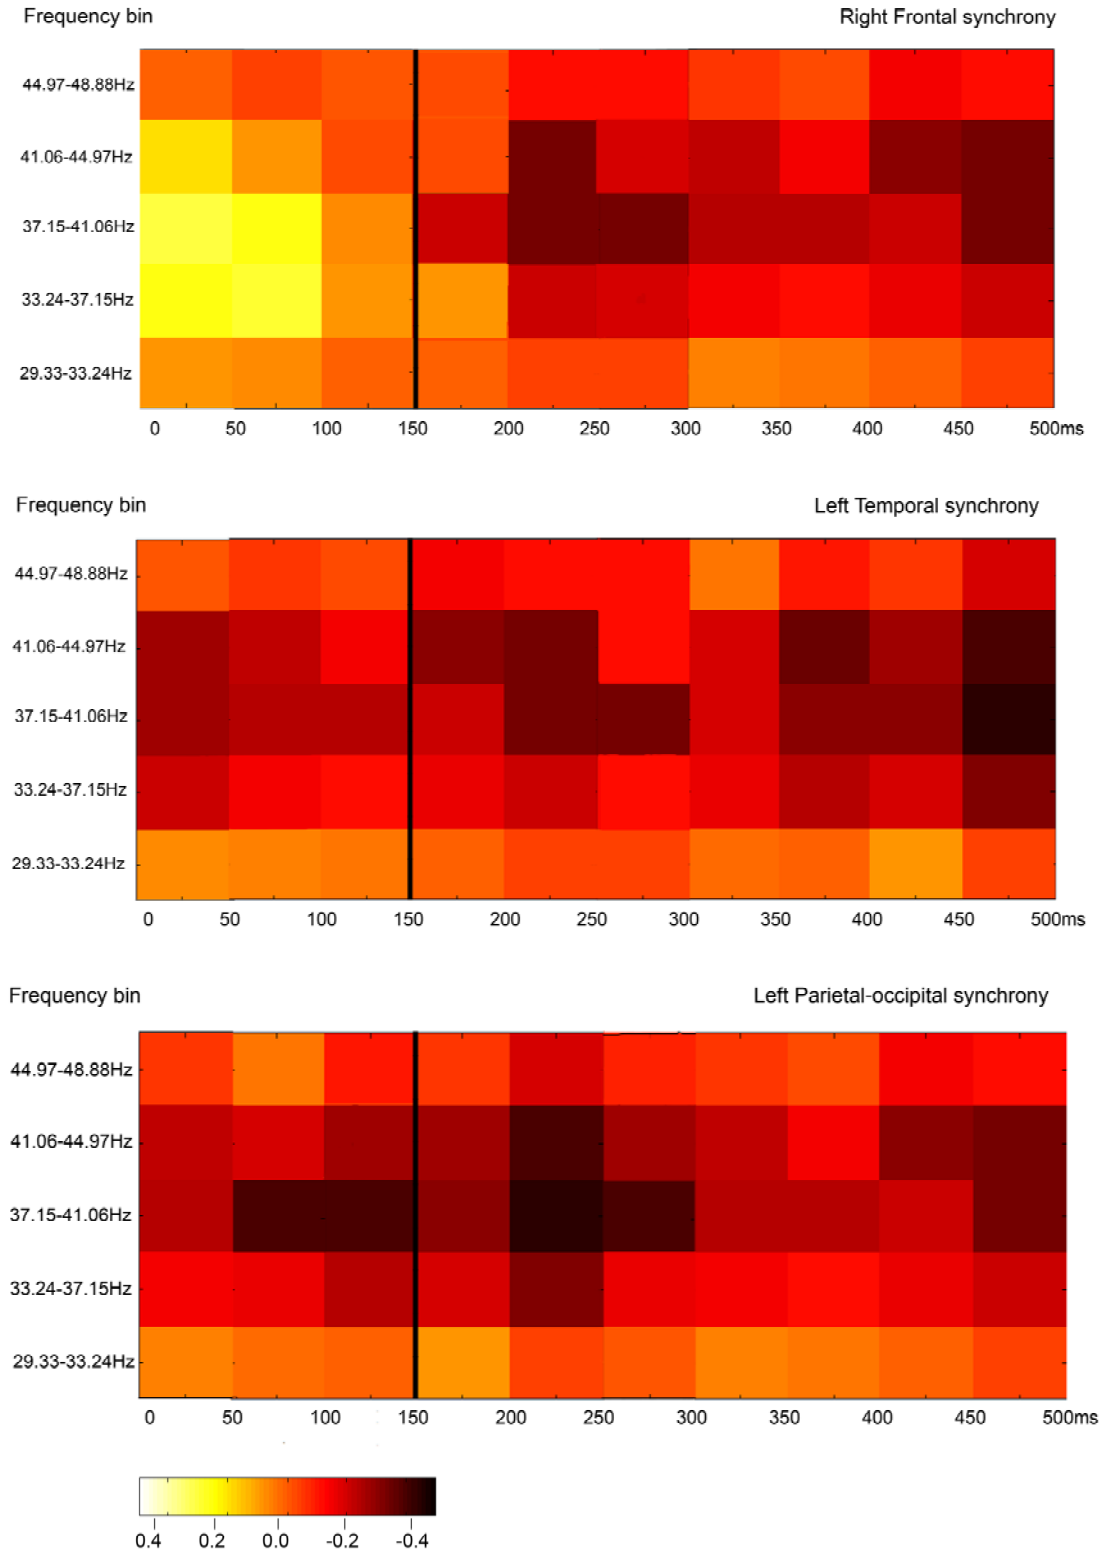 Frequency bin Right Frontal synchrony
44.97-48.88Hz
41.06-44.97Hz
37.15-41.06Hz
33.24-37.15Hz
29.33-33.24Hz
0 50 100 150 200 250 300 350 400 450 500ms
Frequency bin Left Temporal synchrony
44.97-48.88Hz
41.06-44.97Hz
37.15-41.06Hz
33.24-37.15Hz
29.33-33.24Hz
0 50 100 150 200 250 300 350 400 450 500ms
Frequency bin Left Parietal-occipital synchrony
44.97-48.88Hz
41.06-44.97Hz
37.15-41.06Hz
33.24-37.15Hz
29.33-33.24Hz
0 50 100 150 200 250 300 350 400 450 500ms
0.4 0.2 0.0 -0.2 -0.4